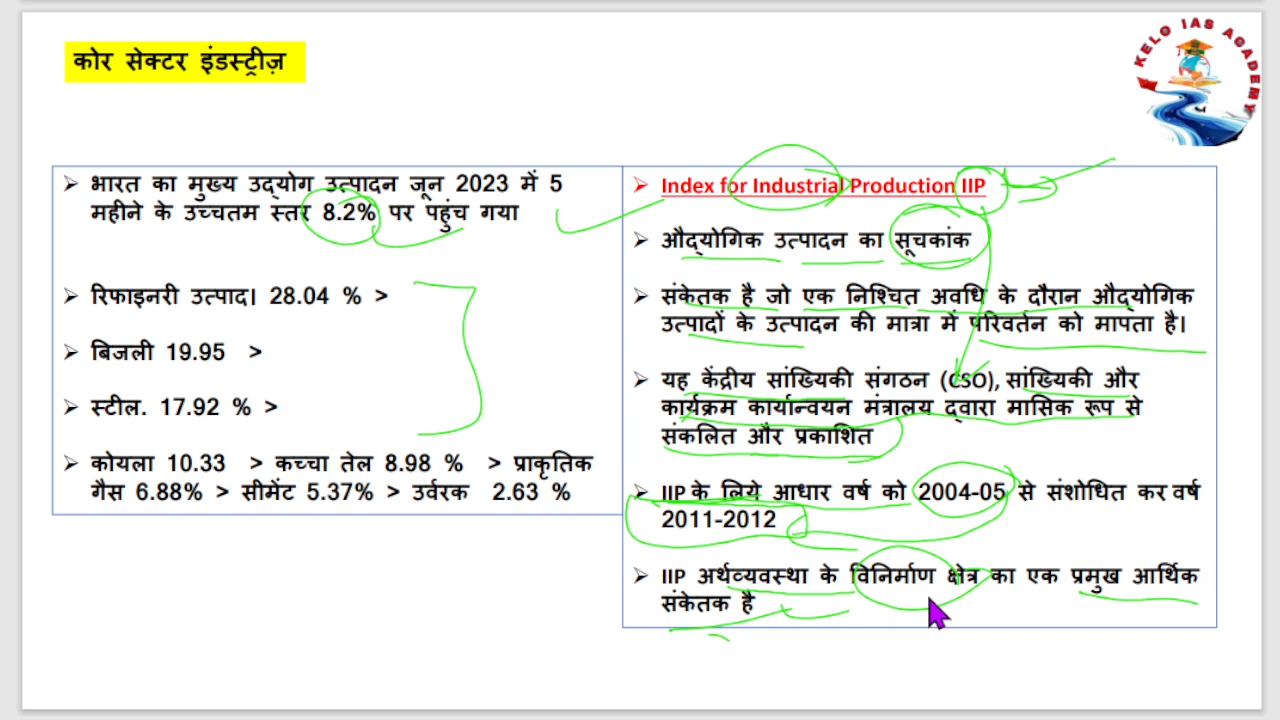 कोर सेक्टर इंडस्ट्रीज़
KELO IAS ACADEMY
भारत का मुख्य उद्योग उत्पादन जून 2023 में 5
महीने के उच्चतम स्तर 8.2% पर पहुंच गया
रिफाइनरी उत्पाद। 28.04 % >
बिजली 19.95 >
स्टील. 17.92 % >
कोयला 10.33 > कच्चा तेल 8.98 % > प्राकृतिक
गैस 6.88% > सीमेंट 5.37% > उर्वरक 2.63 %
Index for Industrial Production IIP
औद्योगिक उत्पादन का सूचकांक
संकेतक है जो एक निश्चित अवधि के दौरान औद्योगिक
उत्पादों के उत्पादन की मात्रा में परिवर्तन को मापता है।
यह केंद्रीय सांख्यिकी संगठन (CSO), सांख्यिकी और
कार्यक्रम कार्यान्वयन मंत्रालय द्वारा मासिक रूप से
संकलित और प्रकाशित
IIP के लिये आधार वर्ष को 2004-05 से संशोधित कर वर्ष
2011-2012
IIP अर्थव्यवस्था के विनिर्माण क्षेत्र का एक प्रमुख आर्थिक
संकेतक है